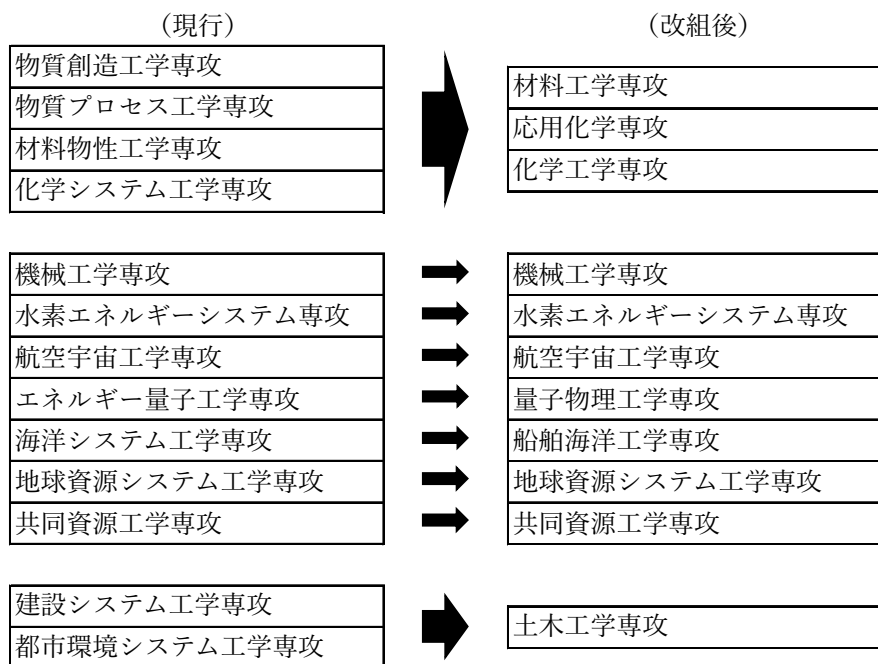 （現行）
（改組後）
物質創造工学専攻
物質プロセス工学専攻
材料物性工学専攻
化学システム工学専攻
材料工学専攻
応用化学専攻
化学工学専攻
機械工学専攻
機械工学専攻
水素エネルギーシステム専攻
水素エネルギーシステム専攻
航空宇宙工学専攻
航空宇宙工学専攻
エネルギー量子工学専攻
量子物理工学専攻
海洋システム工学専攻
船舶海洋工学専攻
地球資源システム工学専攻
地球資源システム工学専攻
共同資源工学専攻
共同資源工学専攻
建設システム工学専攻
都市環境システム工学専攻
土木工学専攻